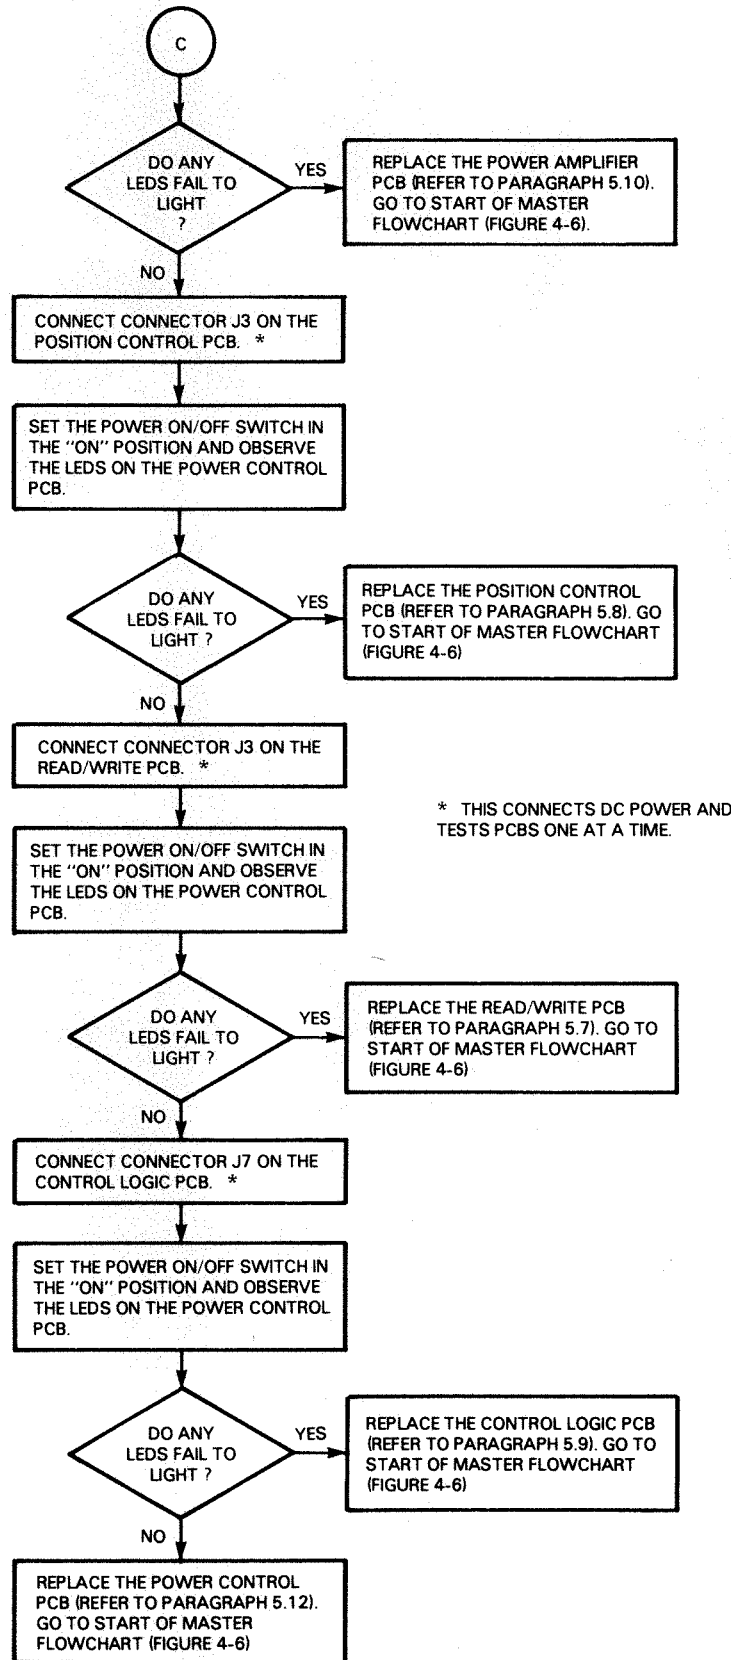 C
DO ANY
LEDS FAIL TO
LIGHT
?
YES
REPLACE THE POWER AMPLIFIER
PCB (REFER TO PARAGRAPH 5.10).
GO TO START OF MASTER
FLOWCHART (FIGURE 4-6).
NO
CONNECT CONNECTOR J3 ON THE
POSITION CONTROL PCB. *
SET THE POWER ON/OFF SWITCH IN
THE "ON" POSITION AND OBSERVE
THE LEDS ON THE POWER CONTROL
PCB.
DO ANY
LEDS FAIL TO
LIGHT ?
YES
REPLACE THE POSITION CONTROL
PCB (REFER TO PARAGRAPH 5.8). GO
TO START OF MASTER FLOWCHART
(FIGURE 4-6)
NO
CONNECT CONNECTOR J3 ON THE
READ/WRITE PCB. *
* THIS CONNECTS DC POWER AND
TESTS PCBS ONE AT A TIME.
SET THE POWER ON/OFF SWITCH IN
THE "ON" POSITION AND OBSERVE
THE LEDS ON THE POWER CONTROL
PCB.
DO ANY
LEDS FAIL TO
LIGHT ?
YES
REPLACE THE READ/WRITE PCB
(REFER TO PARAGRAPH 5.7). GO TO
START OF MASTER FLOWCHART
(FIGURE 4-6)
NO
CONNECT CONNECTOR J7 ON THE
CONTROL LOGIC PCB. *
SET THE POWER ON/OFF SWITCH IN
THE "ON" POSITION AND OBSERVE
THE LEDS ON THE POWER CONTROL
PCB.
DO ANY
LEDS FAIL TO
LIGHT ?
YES
REPLACE THE CONTROL LOGIC PCB
(REFER TO PARAGRAPH 5.9). GO TO
START OF MASTER FLOWCHART
(FIGURE 4-6)
NO
REPLACE THE POWER CONTROL
PCB (REFER TO PARAGRAPH 5.12).
GO TO START OF MASTER
FLOWCHART (FIGURE 4-6)